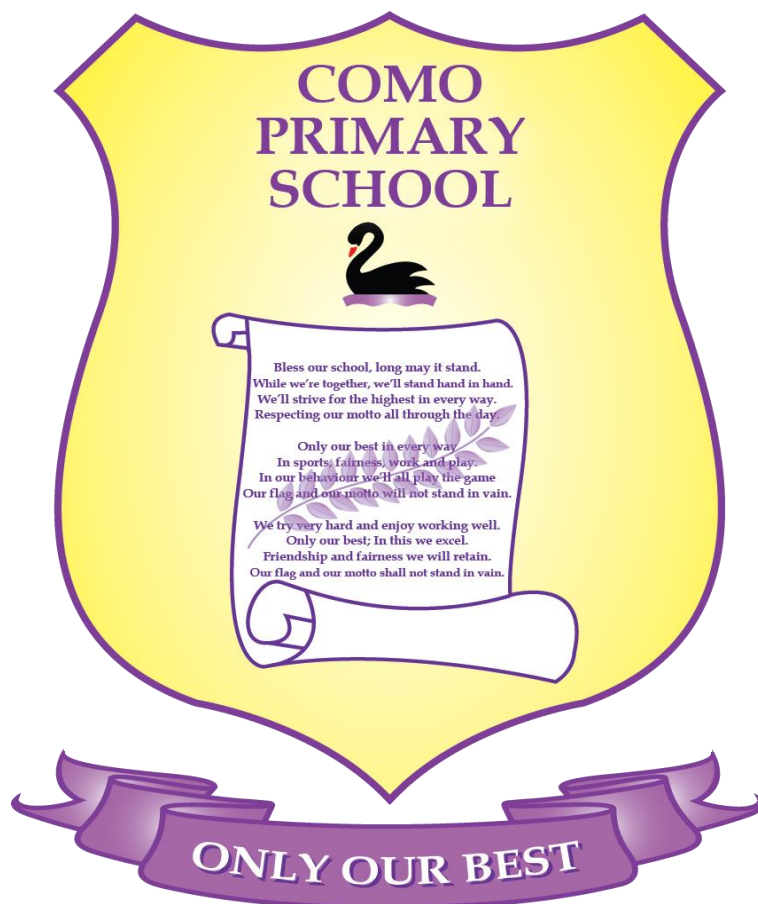 COMO
PRIMARY
SCHOOL
Bless our school, long may it stand.
While we're together, we'll stand hand in hand.
We'll strive for the highest in every way.
Respecting our motto all through the day.
Only our best in every way
In sports, fairness, work and play.
In our behaviour we'll all play the game
Our flag and our motto will not stand in vain.
We try very hard and enjoy working well.
Only our best; In this we excel.
Friendship and fairness we will retain.
Our flag and our motto shall not stand in vain.
ONLY OUR BEST